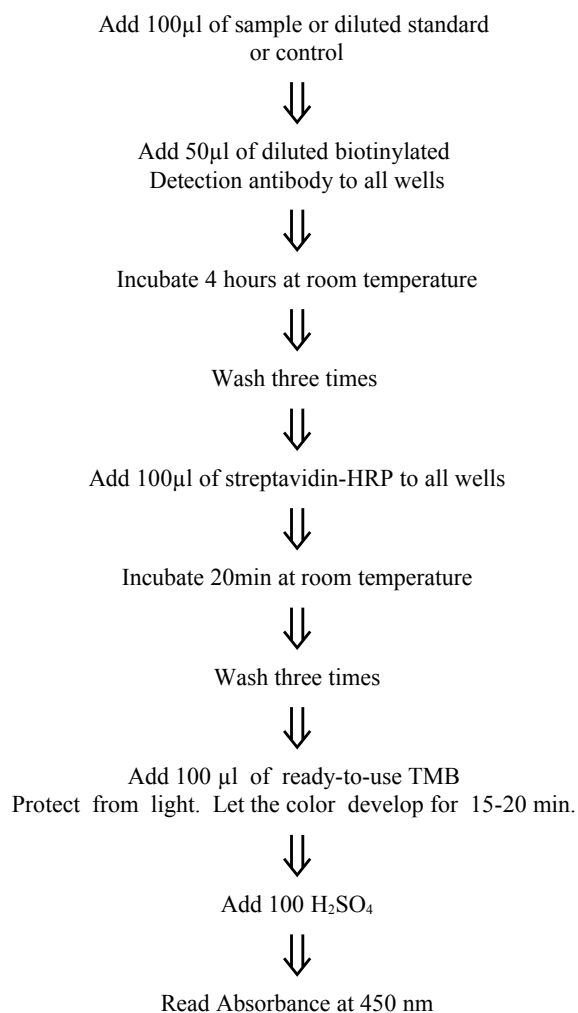 Add 100µl of sample or diluted standard
or control
Add 50µl of diluted biotinylated
Detection antibody to all wells
Incubate 4 hours at room temperature
Wash three times
Add 100µl of streptavidin-HRP to all wells
Incubate 20min at room temperature
Wash three times
Add 100 µl of ready-to-use TMB
Protect from light. Let the color develop for 15-20 min.
Add 100 H₂SO₄
Read Absorbance at 450 nm